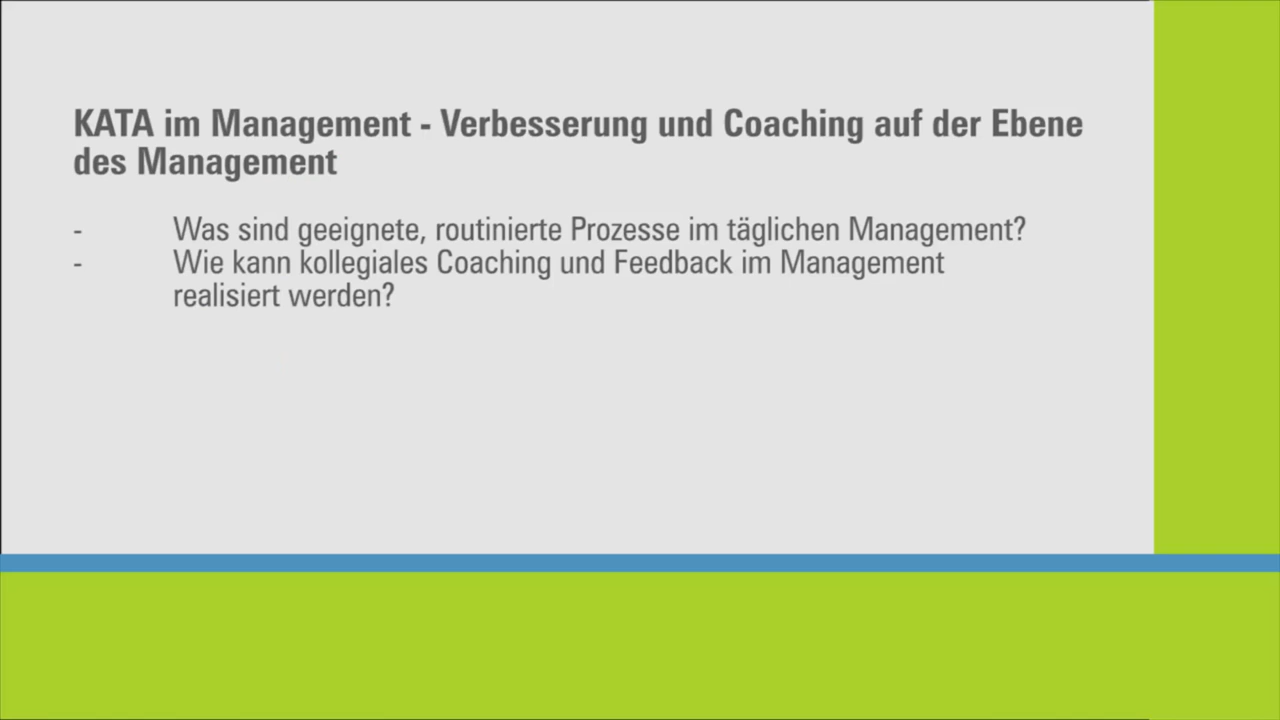 KATA im Management - Verbesserung und Coaching auf der Ebene
des Management
- Was sind geeignete, routinierte Prozesse im täglichen Management?
- Wie kann kollegiales Coaching und Feedback im Management
realisiert werden?